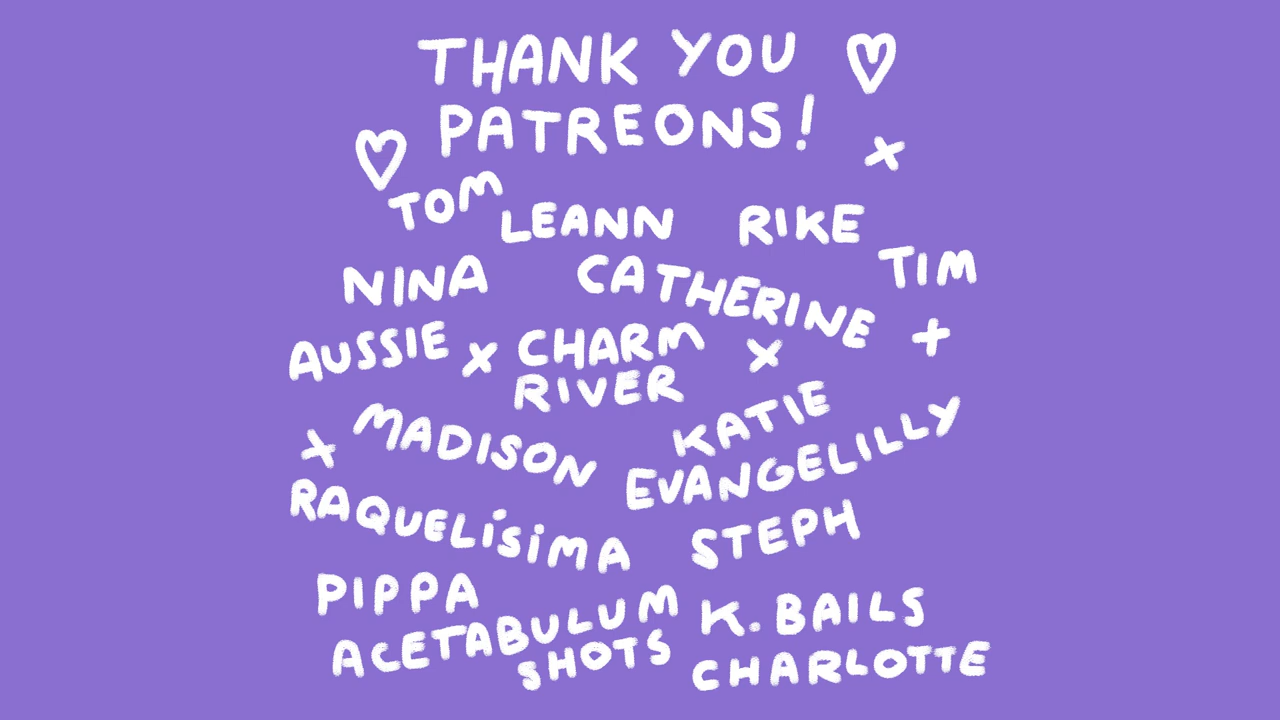 THANK YOU
PATREONS!
TOM
LEANN RIKE
TIM
NINA CATHERINE
AUSSIE x CHARM x +
RIVER
KATIE
x MADISON
EVANGELILLY
RAQUELÍSIMA STEPH
PIPPA
ACETABULUM K. BAILS
SHOTS CHARLOTTE